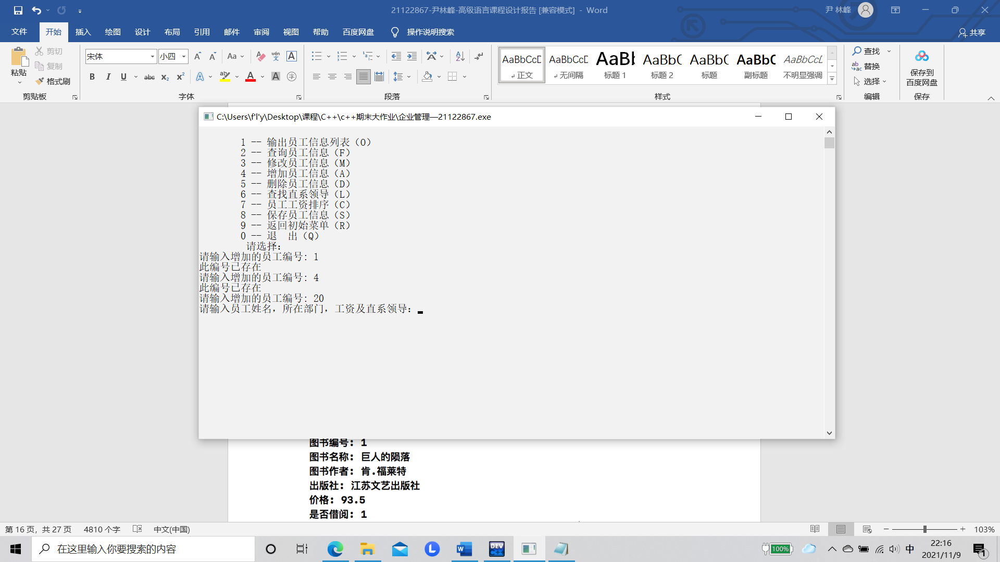 21122867-尹林峰-高级语言课程设计报告 [兼容模式] - Word
尹 林峰
文件 开始 插入 绘图 设计 布局 引用 邮件 审阅 视图 帮助 百度网盘 操作说明搜索 共享
粘贴 剪切 复制 格式刷
宋体 小四
AaBbCcD AaBbCcD AaBl AaBbC AaBbC AaBbC AaBbCcD
正文 无间隔 标题 1 标题 2 标题 副标题 不明显强调
查找 替换 选择
保存到
百度网盘
剪贴板 字体 段落 样式 编辑 保存
C:\Users\f'l'y\Desktop\课程\C++\c++期末大作业\企业管理—21122867.exe
1 -- 输出员工信息列表（O）
2 -- 查询员工信息（F）
3 -- 修改员工信息（M）
4 -- 增加员工信息（A）
5 -- 删除员工信息（D）
6 -- 查找直系领导（L）
7 -- 员工工资排序（C）
8 -- 保存员工信息（S）
9 -- 返回初始菜单（R）
0 -- 退 出（Q）
请选择：
请输入增加的员工编号: 1
此编号已存在
请输入增加的员工编号: 4
此编号已存在
请输入增加的员工编号: 20
请输入员工姓名，所在部门，工资及直系领导：
图书编号: 1
图书名称: 巨人的陨落
图书作者: 肯.福莱特
出版社: 江苏文艺出版社
价格: 93.5
是否借阅: 1
第 16 页，共 27 页 4810 个字 中文(中国) 103%
在这里输入你要搜索的内容
100% 中 22:16
2021/11/9 1